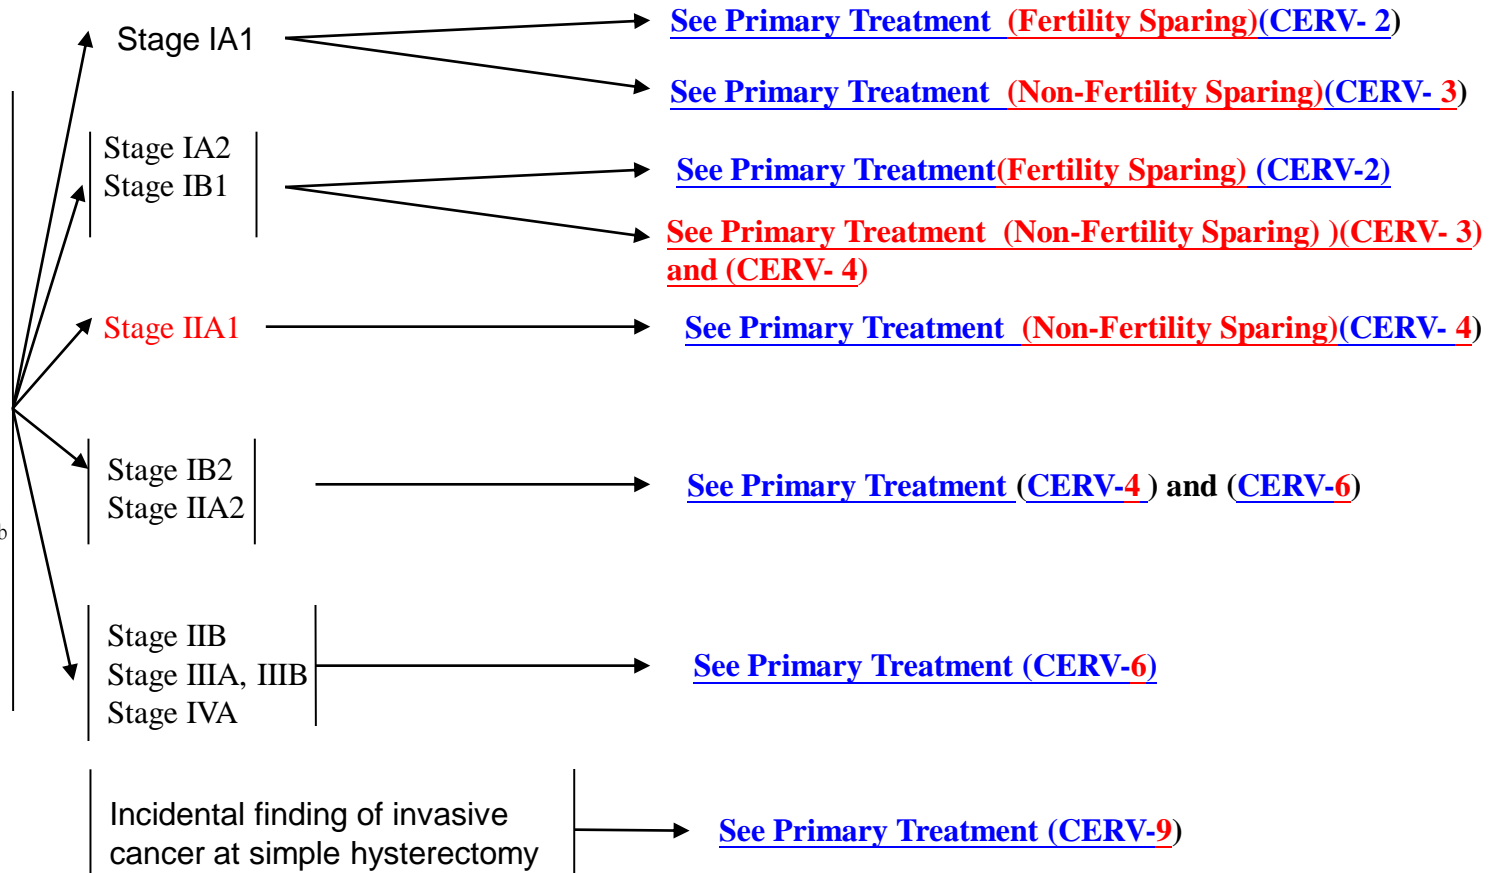 Stage IA1
See Primary Treatment (Fertility Sparing)(CERV- 2)
See Primary Treatment (Non-Fertility Sparing)(CERV- 3)
Stage IA2
Stage IB1
See Primary Treatment(Fertility Sparing) (CERV-2)
See Primary Treatment (Non-Fertility Sparing) )(CERV- 3)
and (CERV- 4)
Stage IIA1
See Primary Treatment (Non-Fertility Sparing)(CERV- 4)
Stage IB2
Stage IIA2
See Primary Treatment (CERV-4 ) and (CERV-6)
b
Stage IIB
Stage IIIA, IIIB
Stage IVA
See Primary Treatment (CERV-6)
Incidental finding of invasive
cancer at simple hysterectomy
See Primary Treatment (CERV-9)